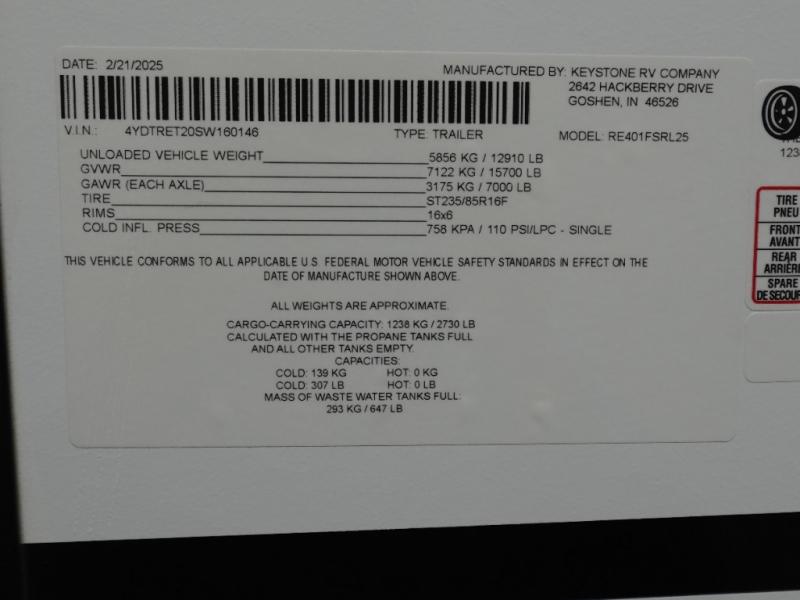 DATE: 2/21/2025
MANUFACTURED BY: KEYSTONE RV COMPANY
2642 HACKBERRY DRIVE
GOSHEN, IN 46526
V.I.N.: 4YDTRET20SW160146 TYPE: TRAILER MODEL: RE401FSRL25
UNLOADED VEHICLE WEIGHT 5856 KG / 12910 LB
GVWR 7122 KG / 15700 LB
GAWR (EACH AXLE) 3175 KG / 7000 LB
TIRE ST235/85R16F
RIMS 16x6
COLD INFL. PRESS 758 KPA / 110 PSI/LPC - SINGLE
THIS VEHICLE CONFORMS TO ALL APPLICABLE U.S. FEDERAL MOTOR VEHICLE SAFETY STANDARDS IN EFFECT ON THE
DATE OF MANUFACTURE SHOWN ABOVE.
ALL WEIGHTS ARE APPROXIMATE.
CARGO-CARRYING CAPACITY: 1238 KG / 2730 LB
CALCULATED WITH THE PROPANE TANKS FULL
AND ALL OTHER TANKS EMPTY.
CAPACITIES:
COLD: 139 KG HOT: 0 KG
COLD: 307 LB HOT: 0 LB
MASS OF WASTE WATER TANKS FULL:
293 KG / 647 LB
123
TIRE
PNEU
FRONT
AVANT
REAR
ARRIÈRE
SPARE
DE SECOUR